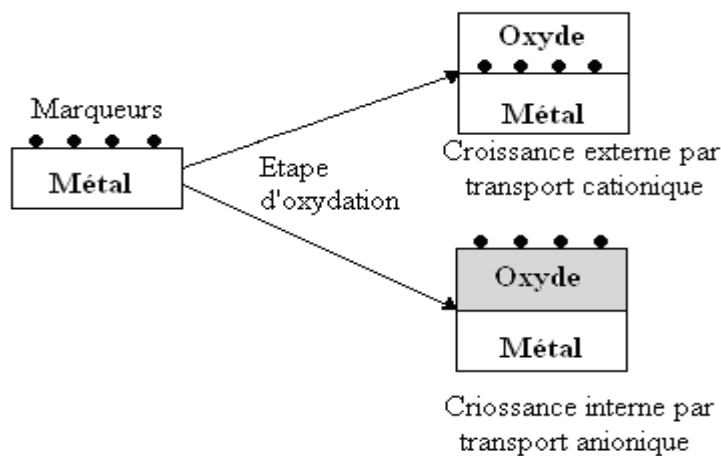 Marqueurs
Métal
Etape
d'oxydation
Oxyde
Métal
Croissance externe par
transport cationique
Oxyde
Métal
Criossance interne par
transport anionique